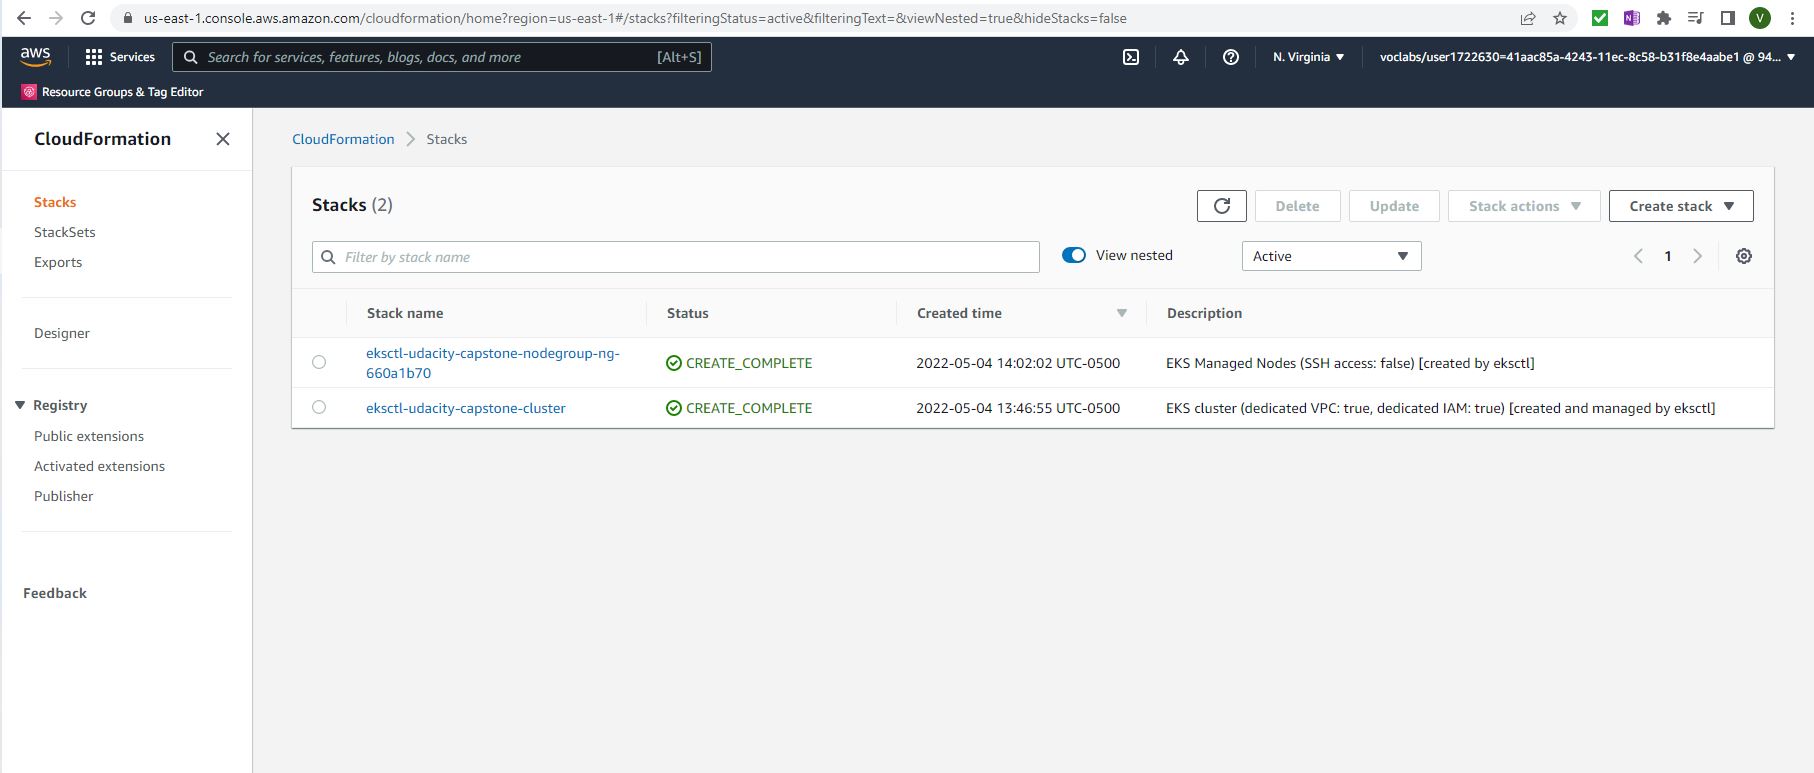 us-east-1.console.aws.amazon.com/cloudformation/home?region=us-east-1#/stacks?filteringStatus=active&filteringText=&viewNested=true&hideStacks=false
V
aws
Services
Search for services, features, blogs, docs, and more
[Alt+S]
N. Virginia
voclabs/user1722630=41aac85a-4243-11ec-8c58-b31f8e4aabe1 @ 94...
Resource Groups & Tag Editor
CloudFormation
Stacks
StackSets
Exports
Designer
Registry
Public extensions
Activated extensions
Publisher
Feedback
CloudFormation > Stacks
Stacks (2)
Delete
Update
Stack actions
Create stack
Filter by stack name
View nested
Active
1
Stack name Status Created time Description
eksctl-udacity-capstone-nodegroup-ng-
660a1b70
CREATE_COMPLETE
2022-05-04 14:02:02 UTC-0500
EKS Managed Nodes (SSH access: false) [created by eksctl]
eksctl-udacity-capstone-cluster
CREATE_COMPLETE
2022-05-04 13:46:55 UTC-0500
EKS cluster (dedicated VPC: true, dedicated IAM: true) [created and managed by eksctl]